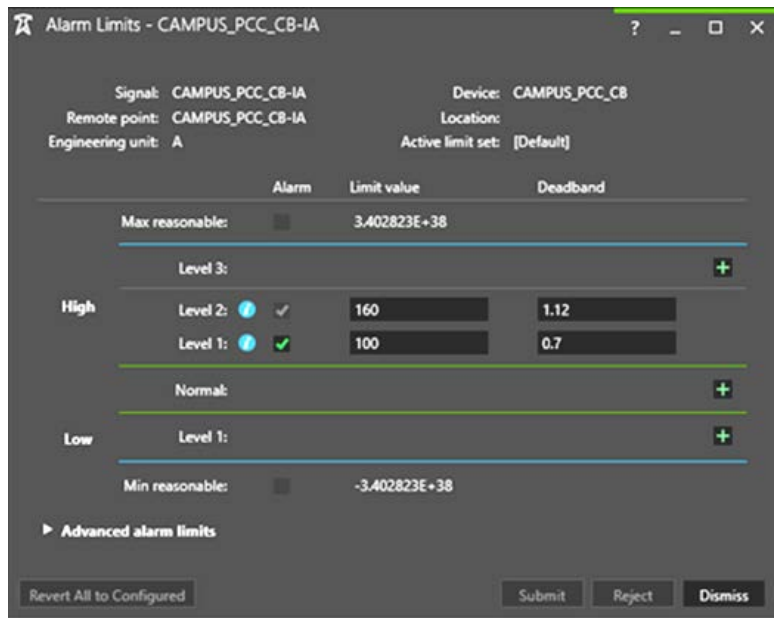 Alarm Limits - CAMPUS_PCC_CB-IA ?
Signal: CAMPUS_PCC_CB-IA Device: CAMPUS_PCC_CB
Remote point: CAMPUS_PCC_CB-IA Location:
Engineering unit: A Active limit set: [Default]
Alarm Limit value Deadband
Max reasonable: 3.402823E+38
Level 3: +
High Level 2: i 160 1.12
Level 1: i 100 0.7
Normal: +
Low Level 1: +
Min reasonable: -3.402823E+38
Advanced alarm limits
Revert All to Configured Submit Reject Dismiss